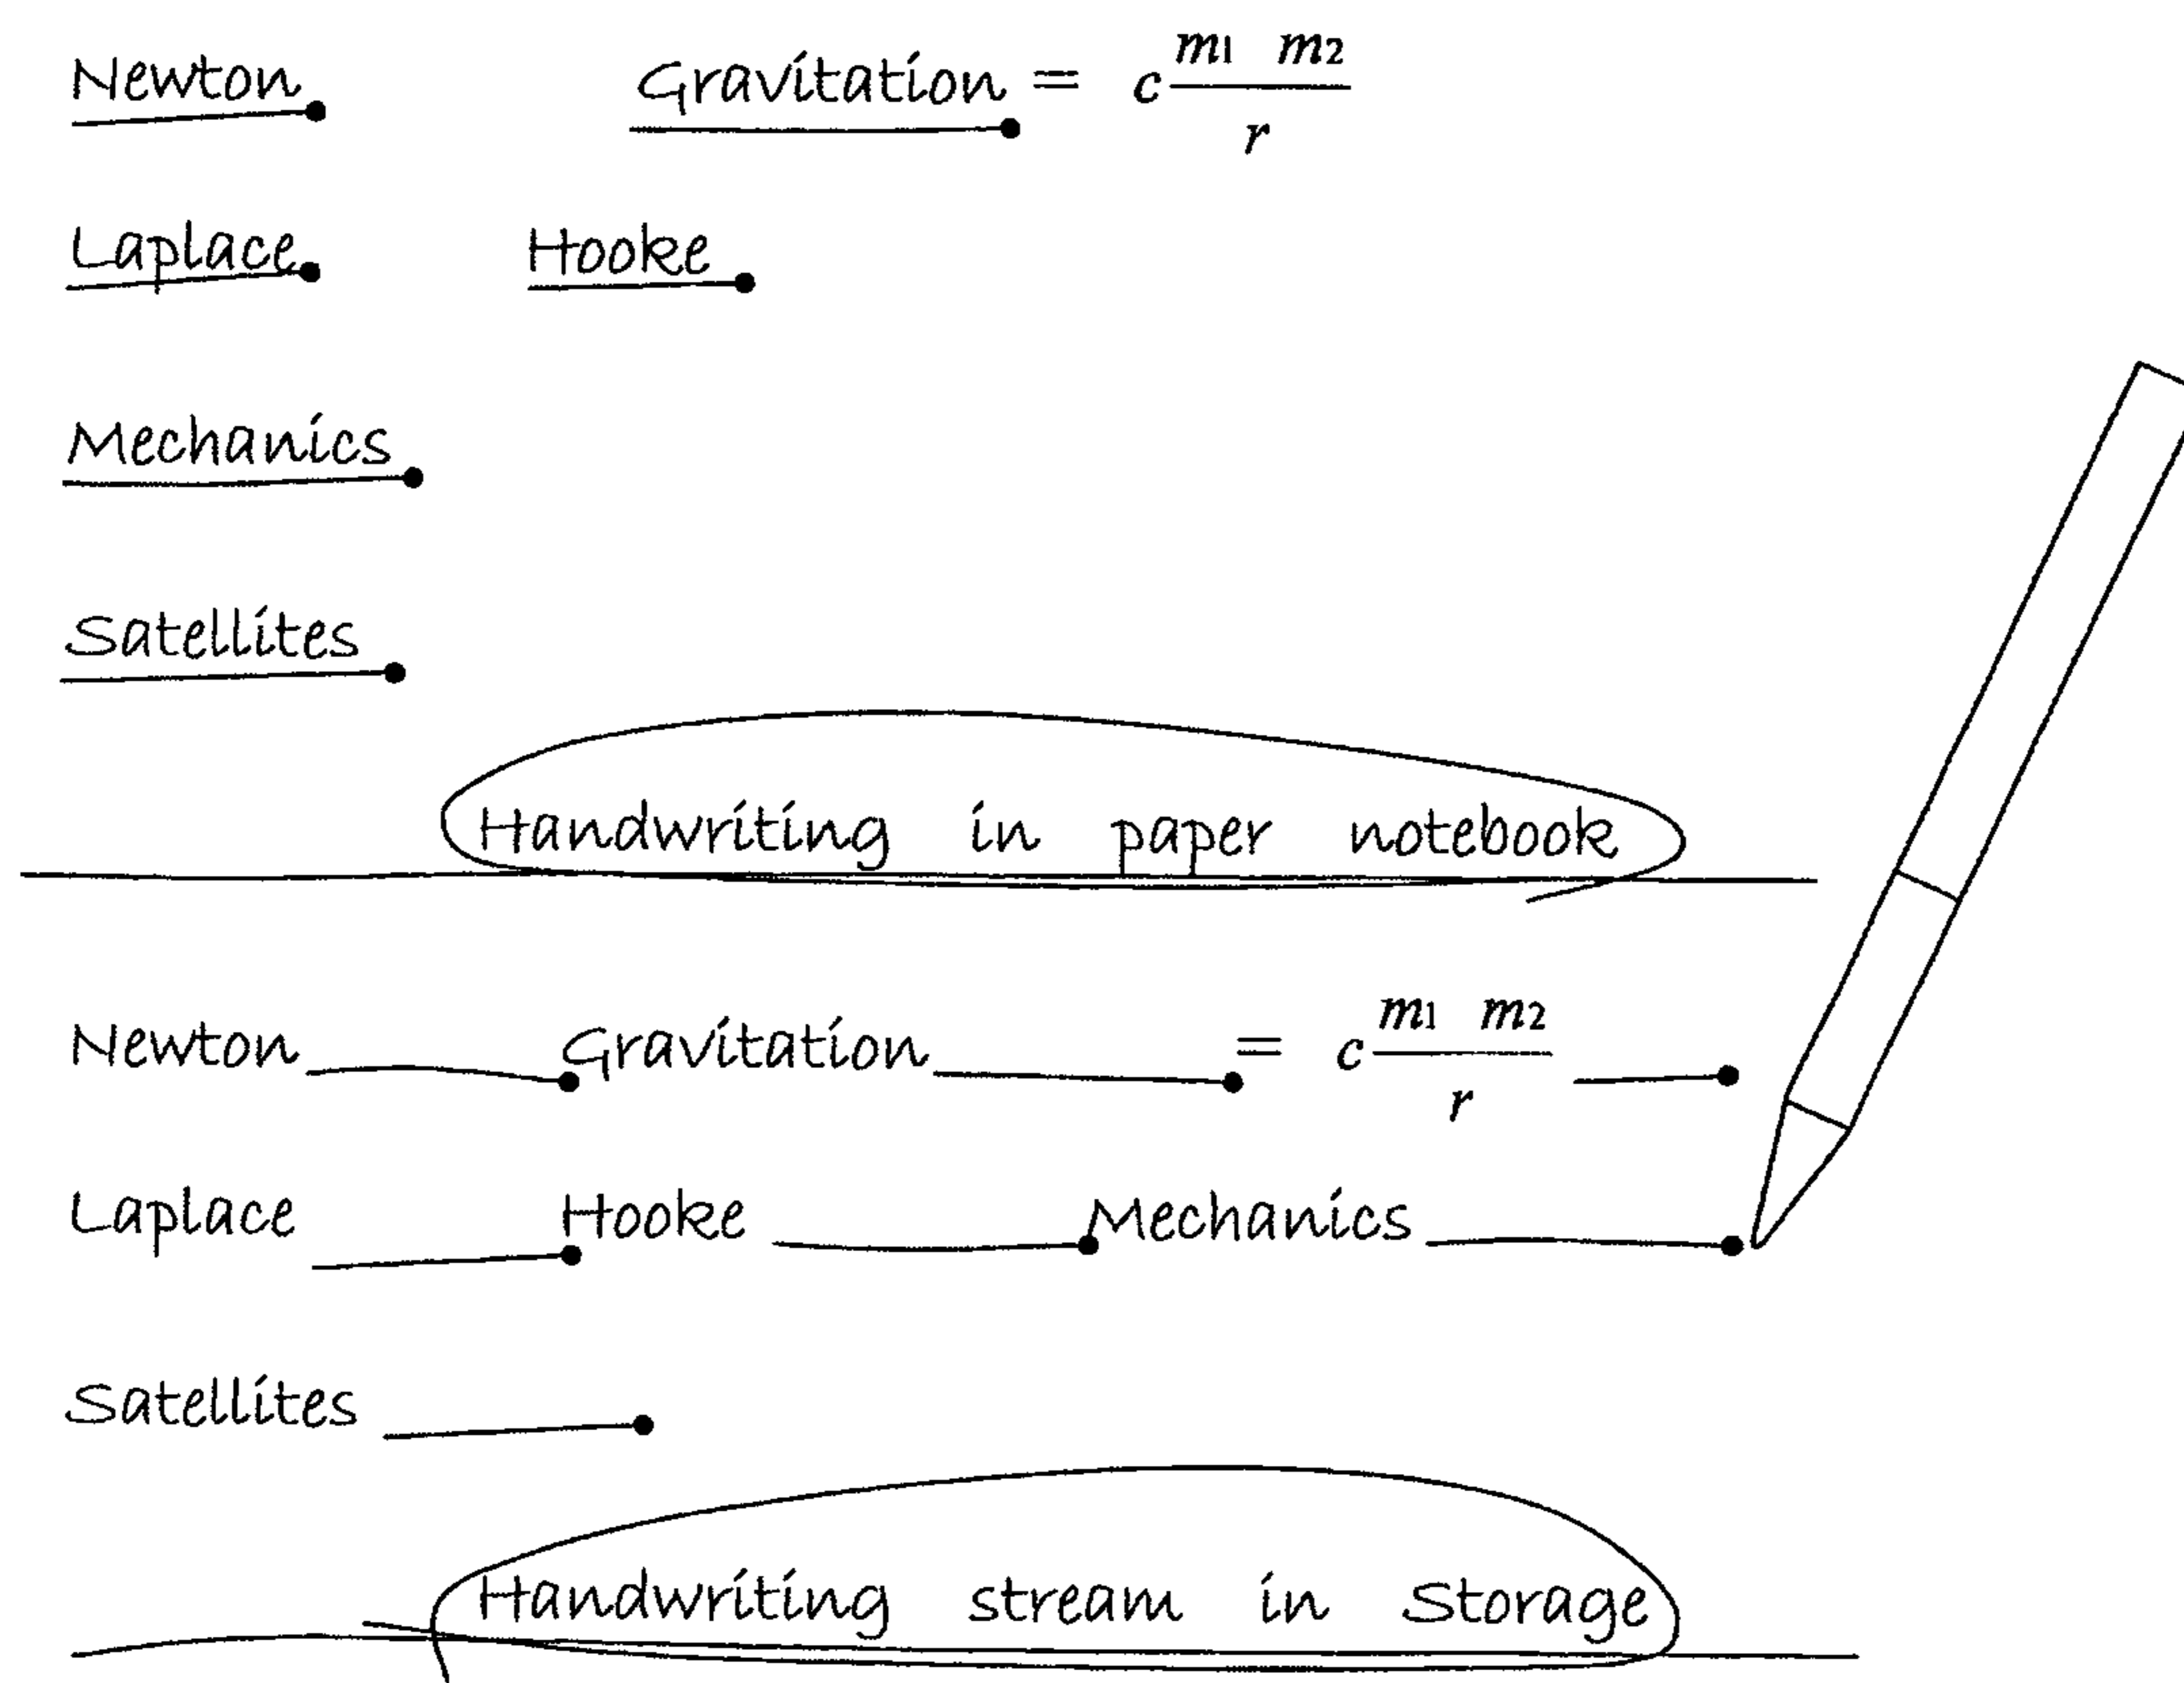 Newton Gravitation = c m1 m2 / r
Laplace Hooke
Mechanics
Satellites
Handwriting in paper notebook
Newton Gravitation = c m1 m2 / r
Laplace Hooke Mechanics
Satellites
Handwriting stream in Storage